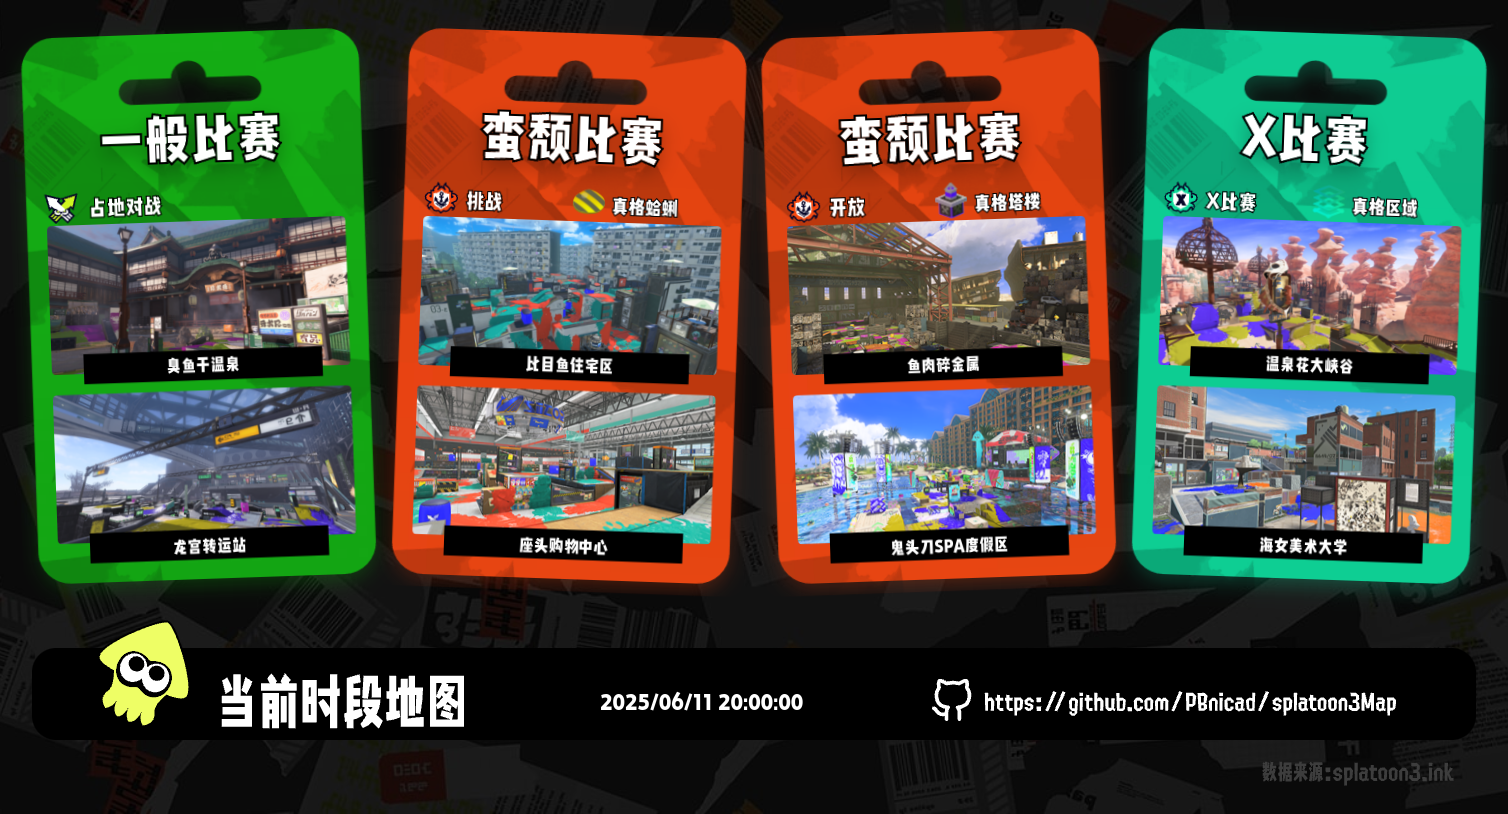 一般比赛
占地对战
臭鱼干温泉
龙宫转运站
蛮颓比赛
挑战
真格蛤蜊
比目鱼住宅区
座头购物中心
蛮颓比赛
开放
真格塔楼
鱼肉碎金属
鬼头刀SPA度假区
X比赛
X比赛
真格区域
温泉花大峡谷
海女美术大学
当前时段地图
2025/06/11 20:00:00
https://github.com/PBnicad/splatoon3Map
数据来源:splatoon3.ink